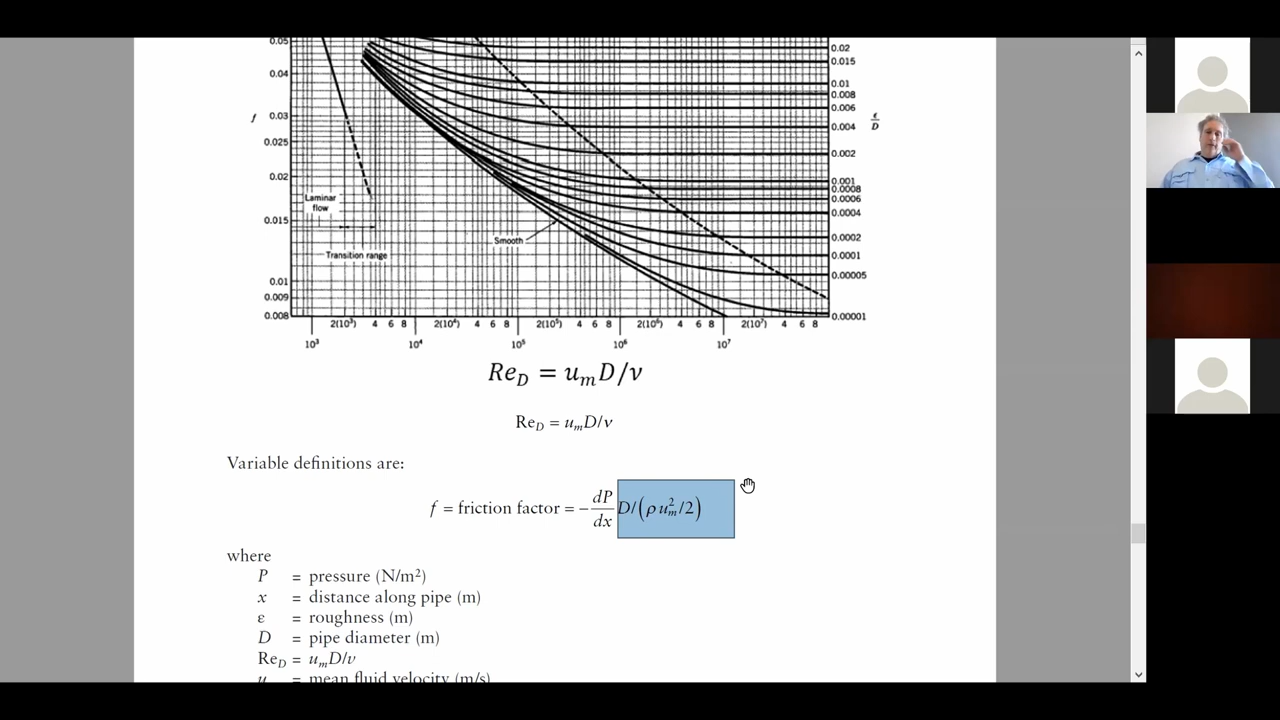 0.05
0.04
0.03
0.025
0.02
0.015
0.01
0.009
0.008
f
Laminar
flow
Transition range
Smooth
0.02
0.015
0.01
0.008
0.006
0.004
0.002
0.001
0.0008
0.0006
0.0004
0.0002
0.0001
0.00005
0.00001
ϵ/D
2(10³) 4 6 8 2(10⁴) 4 6 8 2(10⁵) 4 6 8 2(10⁶) 4 6 8 2(10⁷) 4 6 8
10³ 10⁴ 10⁵ 10⁶ 10⁷
Re_D = u_m D/ν
Re_D = u_m D/ν
Variable definitions are:
f = friction factor = − dP/dx D/(ρ u_m²/2)
where
P = pressure (N/m²)
x = distance along pipe (m)
ε = roughness (m)
D = pipe diameter (m)
Re_D = u_m D/ν
u = mean fluid velocity (m/s)